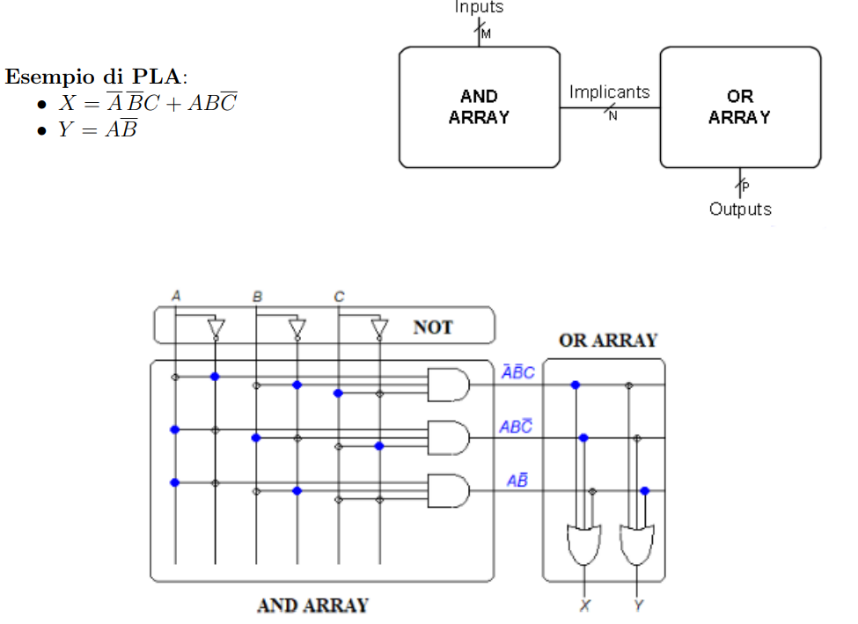 Inputs
M
Esempio di PLA:
• X = A̅ B̅C + ABC̅
• Y = AB̅
AND
ARRAY
Implicants
N
OR
ARRAY
P
Outputs
A B C
NOT
OR ARRAY
A̅B̅C
ABC̅
AB̅
X Y
AND ARRAY